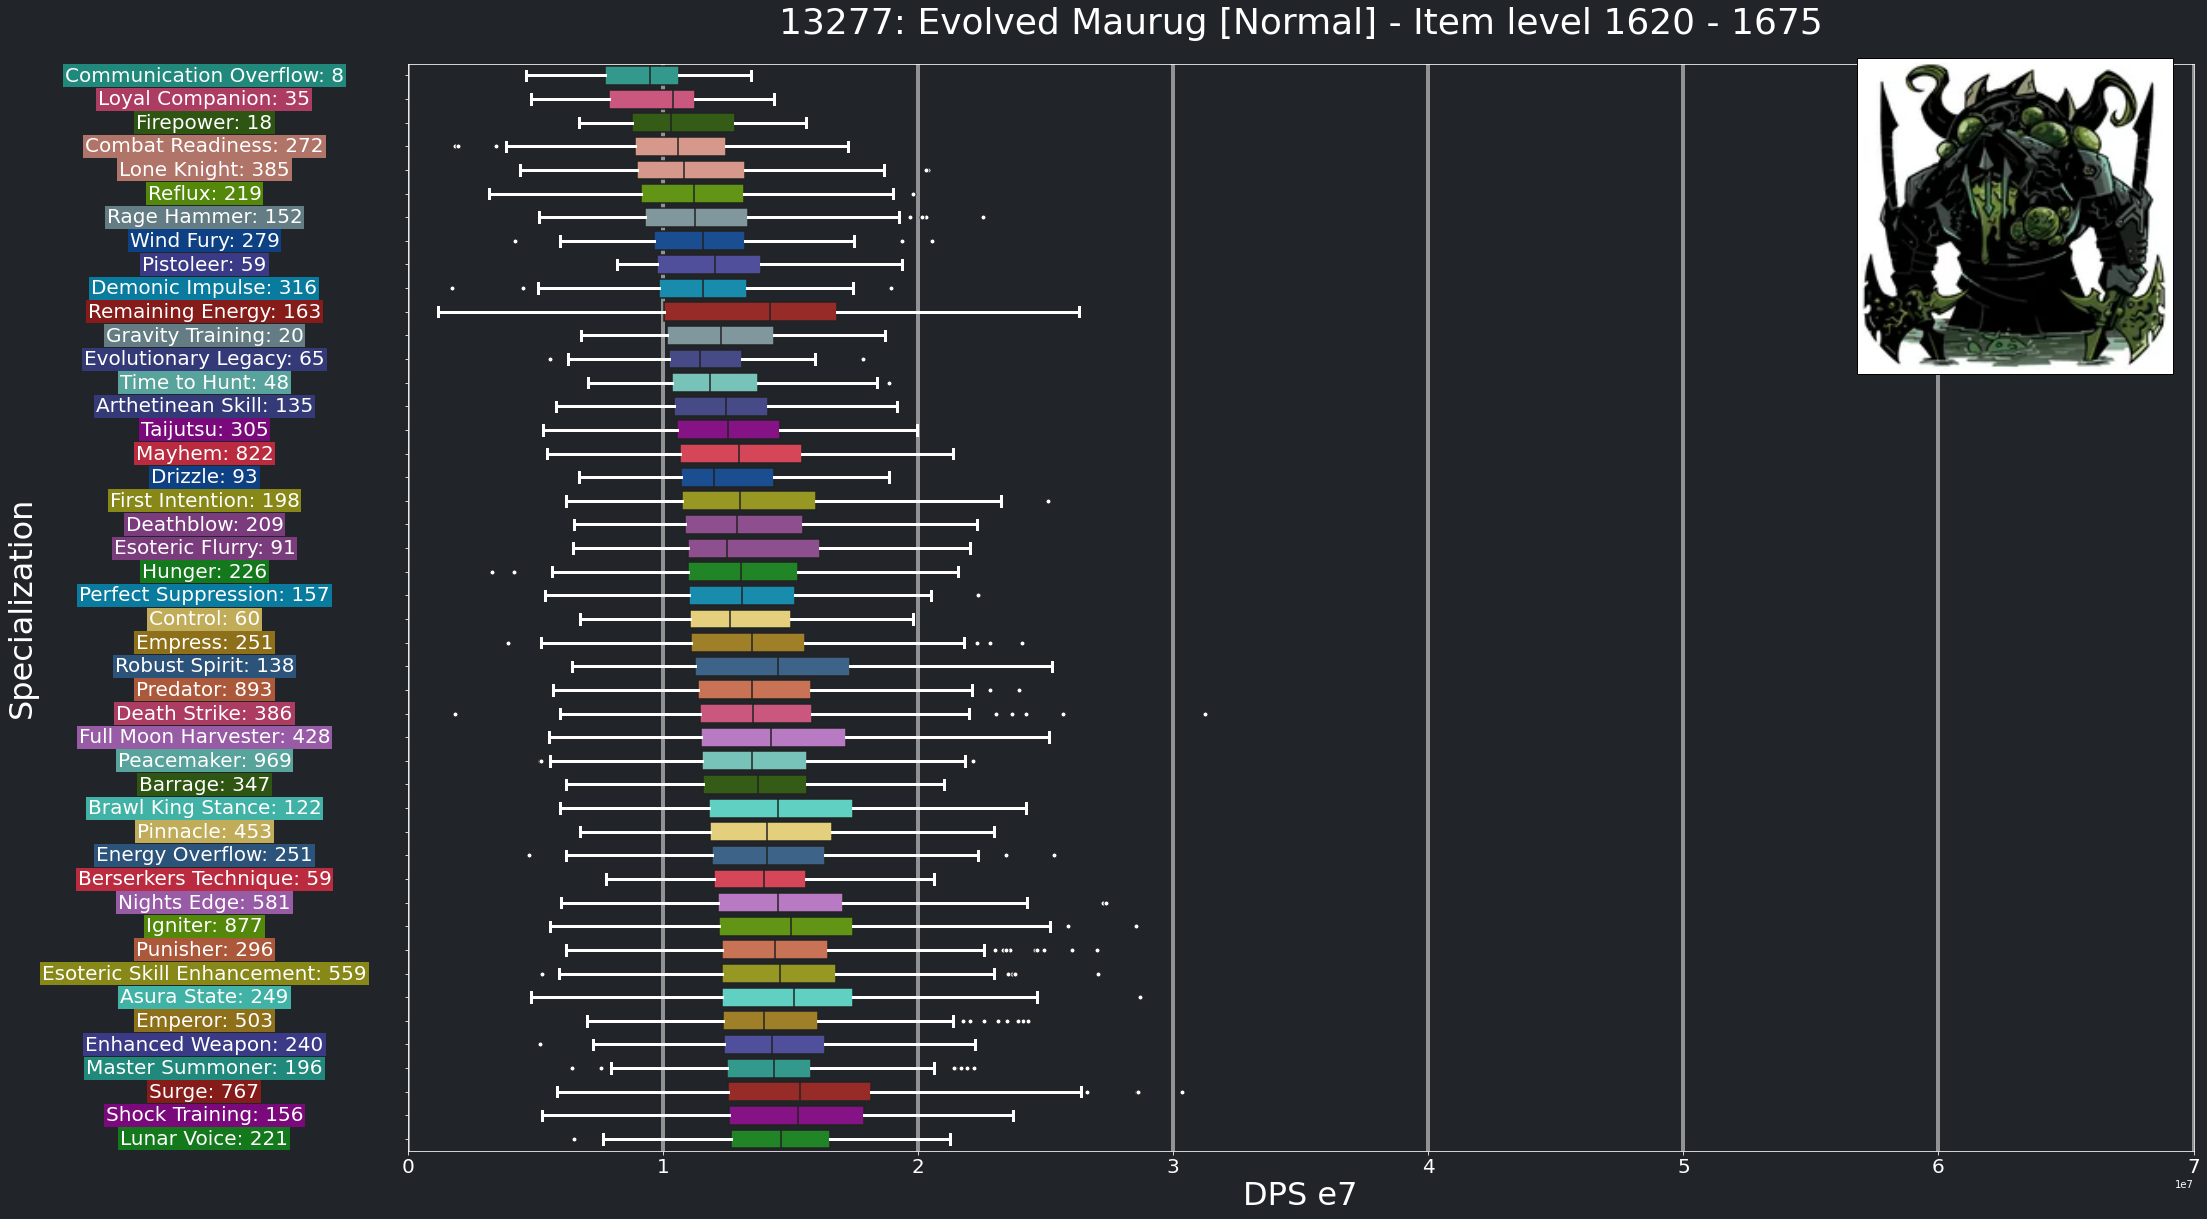 13277: Evolved Maurug [Normal] - Item level 1620 - 1675
Communication Overflow: 8
Loyal Companion: 35
Firepower: 18
Combat Readiness: 272
Lone Knight: 385
Reflux: 219
Rage Hammer: 152
Wind Fury: 279
Pistoleer: 59
Demonic Impulse: 316
Remaining Energy: 163
Gravity Training: 20
Evolutionary Legacy: 65
Time to Hunt: 48
Arthetinean Skill: 135
Taijutsu: 305
Mayhem: 822
Drizzle: 93
First Intention: 198
Deathblow: 209
Esoteric Flurry: 91
Hunger: 226
Perfect Suppression: 157
Control: 60
Empress: 251
Robust Spirit: 138
Predator: 893
Death Strike: 386
Full Moon Harvester: 428
Peacemaker: 969
Barrage: 347
Brawl King Stance: 122
Pinnacle: 453
Energy Overflow: 251
Berserkers Technique: 59
Nights Edge: 581
Igniter: 877
Punisher: 296
Esoteric Skill Enhancement: 559
Asura State: 249
Emperor: 503
Enhanced Weapon: 240
Master Summoner: 196
Surge: 767
Shock Training: 156
Lunar Voice: 221
Specialization
0 1 2 3 4 5 6 7
1e7
DPS e7